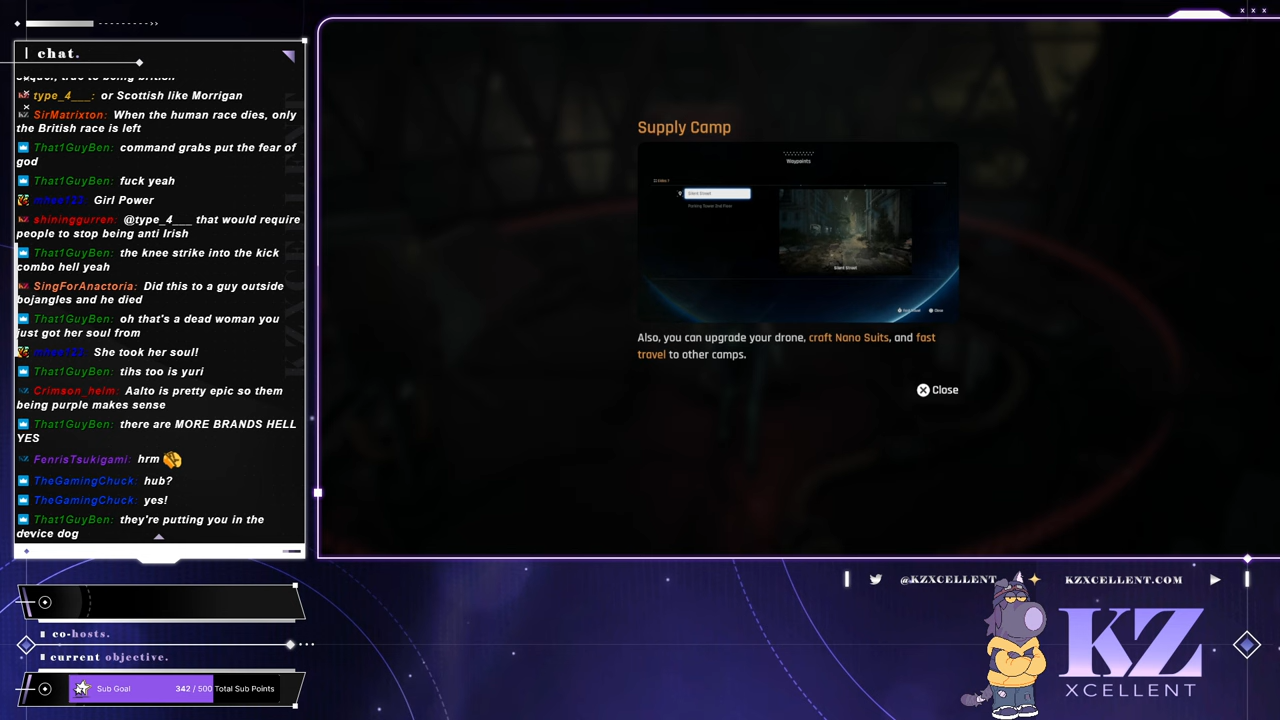 chat.
type_4___: or Scottish like Morrigan
SirMatrixton: When the human race dies, only
the British race is left
That1GuyBen: command grabs put the fear of
god
That1GuyBen: fuck yeah
Girl Power
shininggurren: @type_4___ that would require
people to stop being anti Irish
That1GuyBen: the knee strike into the kick
combo hell yeah
SingForAnactoria: Did this to a guy outside
bojangles and he died
That1GuyBen: oh that's a dead woman you
just got her soul from
She took her soul!
That1GuyBen: tihs too is yuri
Crimson_helm: Aalto is pretty epic so them
being purple makes sense
That1GuyBen: there are MORE BRANDS HELL
YES
FenrisTsukigami: hrm
TheGamingChuck: hub?
TheGamingChuck: yes!
That1GuyBen: they're putting you in the
device dog
co-hosts.
current objective.
Sub Goal 342 / 500 Total Sub Points
Supply Camp
Waypoints
Silent Street
Silent Street
Close
Also, you can upgrade your drone, craft Nano Suits, and fast
travel to other camps.
Close
@KZXCELLENT
KZXCELLENT.COM
KZ
XCELLENT